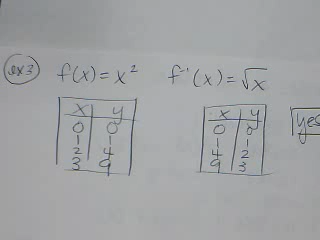 ex3 f(x) = x² f⁻¹(x) = √x
x y x y
0 0 0 0
1 1 1 1
2 4 4 2
3 9 9 3
yes